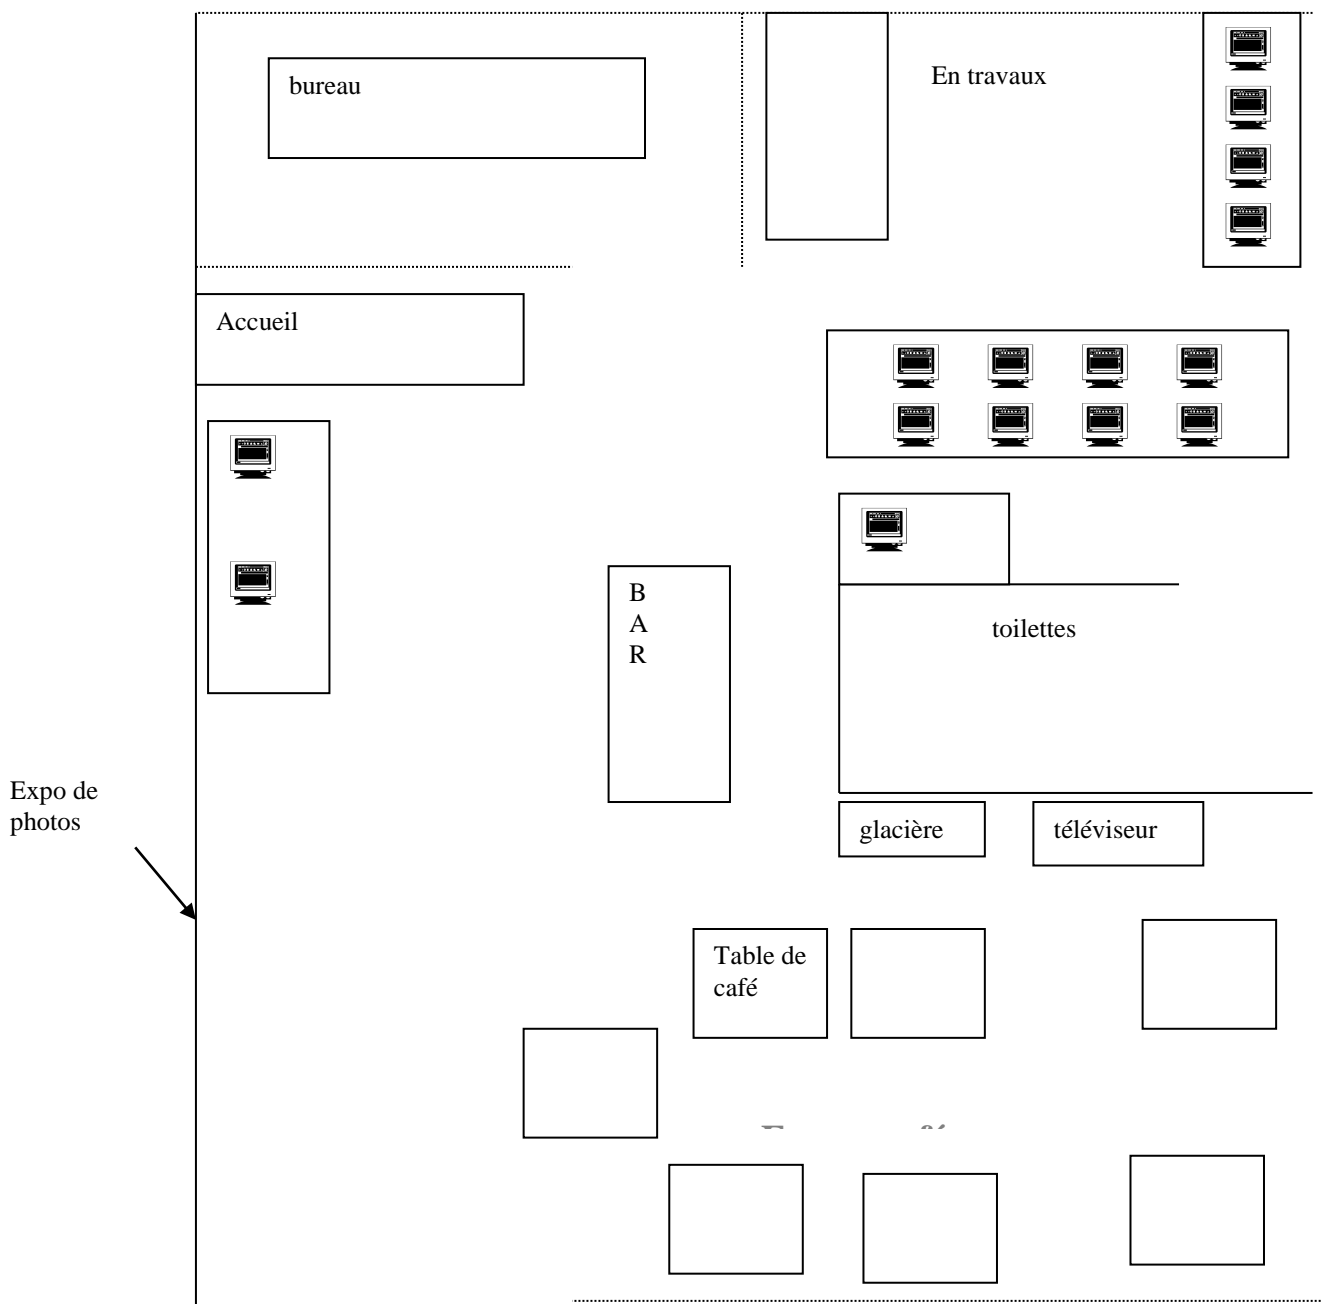 bureau
En travaux
Accueil
B
A
R
toilettes
Expo de
photos
glacière
téléviseur
Table de
café